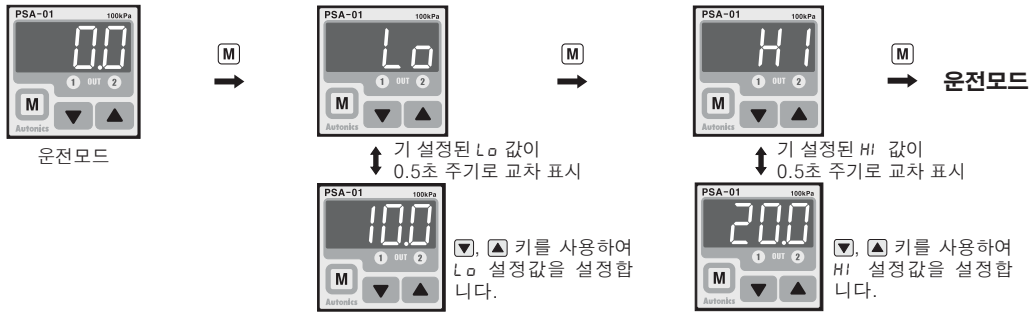 PSA-01 100kPa
0.0
1 OUT 2
M
Autonics
운전모드
M
PSA-01 100kPa
Lo
1 OUT 2
M
Autonics
기 설정된 Lo 값이
0.5초 주기로 교차 표시
PSA-01 100kPa
10.0
1 OUT 2
M
Autonics
▼, ▲ 키를 사용하여
Lo 설정값을 설정합
니다.
M
PSA-01 100kPa
HI
1 OUT 2
M
Autonics
기 설정된 HI 값이
0.5초 주기로 교차 표시
PSA-01 100kPa
20.0
1 OUT 2
M
Autonics
▼, ▲ 키를 사용하여
HI 설정값을 설정합
니다.
M
운전모드